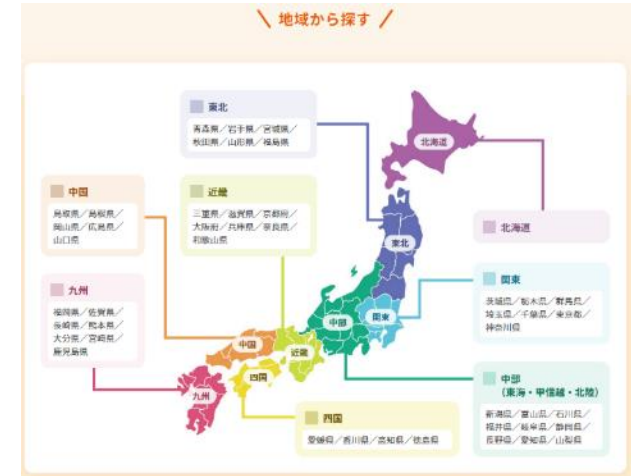 地域から探す
東北
青森県／岩手県／宮城県／
秋田県／山形県／福島県
北海道
中国
鳥取県／島根県／
岡山県／広島県／
山口県
近畿
三重県／滋賀県／京都府／
大阪府／兵庫県／奈良県／
和歌山県
北海道
東北
九州
福岡県／佐賀県／
長崎県／熊本県／
大分県／宮崎県／
鹿児島県
関東
茨城県／栃木県／群馬県／
埼玉県／千葉県／東京都／
神奈川県
関東
中部
中国
近畿
四国
九州
中部
（東海・甲信越・北陸）
新潟県／富山県／石川県／
福井県／岐阜県／静岡県／
長野県／愛知県／山梨県
四国
愛媛県／香川県／高知県／徳島県